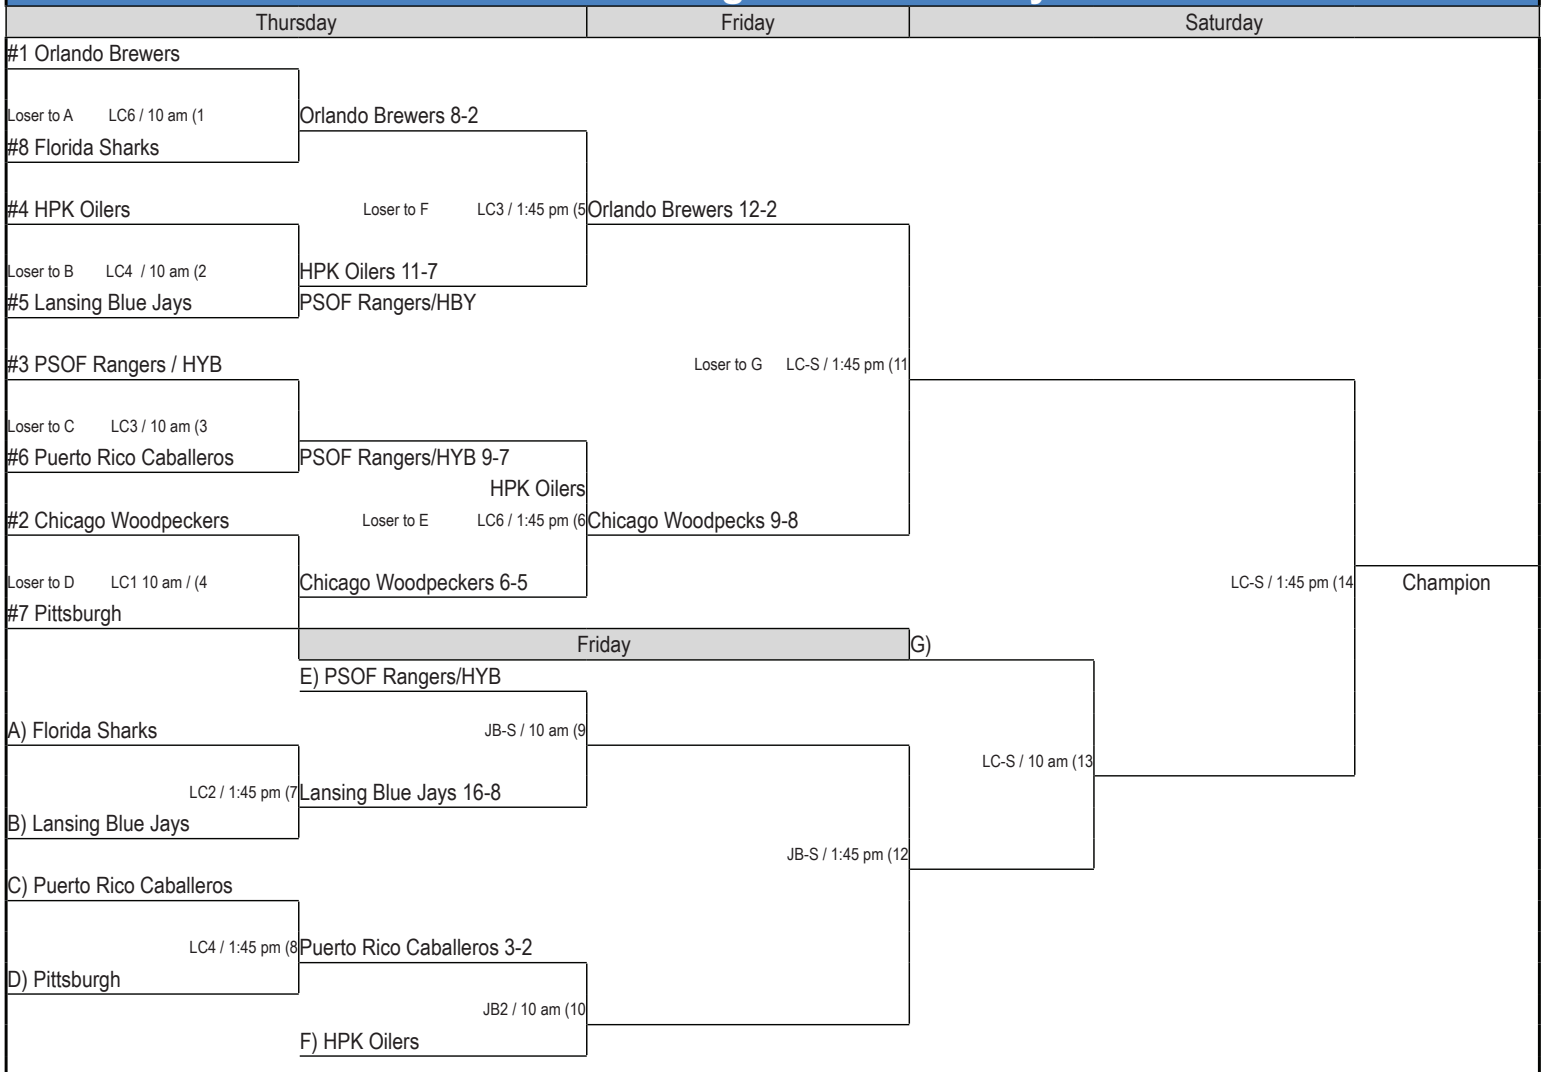 Thursday Friday Saturday
#1 Orlando Brewers
Loser to A LC6 / 10 am (1 Orlando Brewers 8-2
#8 Florida Sharks
#4 HPK Oilers Loser to F LC3 / 1:45 pm (5 Orlando Brewers 12-2
Loser to B LC4 / 10 am (2 HPK Oilers 11-7
#5 Lansing Blue Jays PSOF Rangers/HBY
#3 PSOF Rangers / HYB Loser to G LC-S / 1:45 pm (11
Loser to C LC3 / 10 am (3
#6 Puerto Rico Caballeros PSOF Rangers/HYB 9-7
HPK Oilers
#2 Chicago Woodpeckers Loser to E LC6 / 1:45 pm (6 Chicago Woodpecks 9-8
Loser to D LC1 10 am / (4 Chicago Woodpeckers 6-5 LC-S / 1:45 pm (14 Champion
#7 Pittsburgh
Friday G)
E) PSOF Rangers/HYB
A) Florida Sharks JB-S / 10 am (9
LC-S / 10 am (13
LC2 / 1:45 pm (7 Lansing Blue Jays 16-8
B) Lansing Blue Jays
JB-S / 1:45 pm (12
C) Puerto Rico Caballeros
LC4 / 1:45 pm (8 Puerto Rico Caballeros 3-2
D) Pittsburgh
JB2 / 10 am (10
F) HPK Oilers